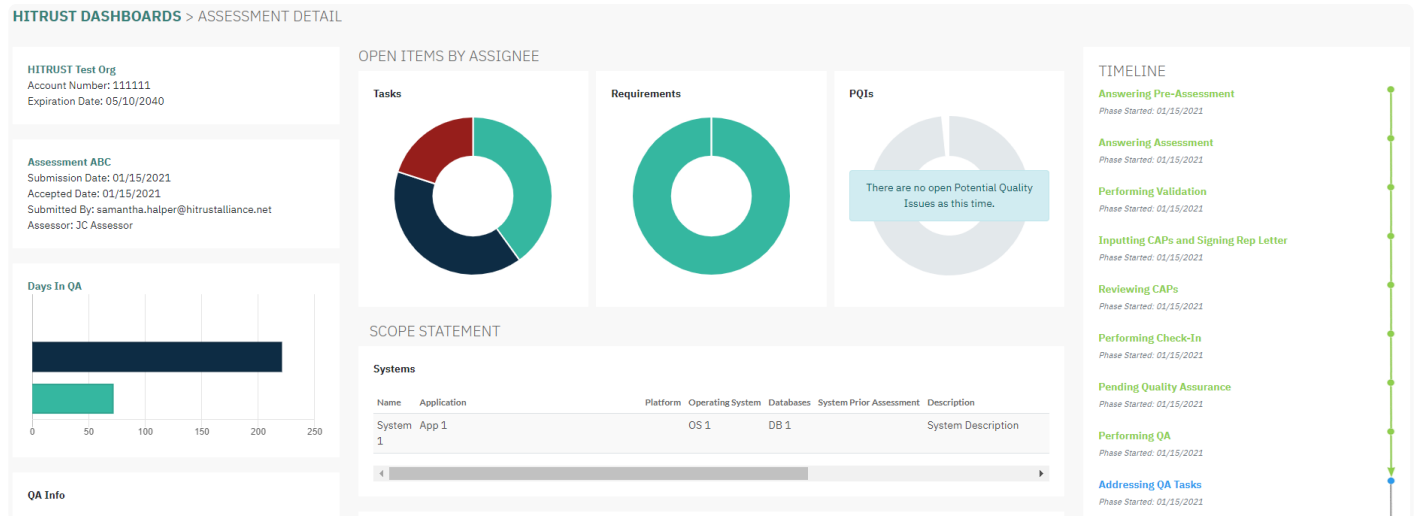 HITRUST DASHBOARDS > ASSESSMENT DETAIL
HITRUST Test Org
Account Number: 111111
Expiration Date: 05/10/2040
Assessment ABC
Submission Date: 01/15/2021
Accepted Date: 01/15/2021
Submitted By: samantha.halper@hitrustalliance.net
Assessor: JC Assessor
Days In QA
0 50 100 150 200 250
QA Info
OPEN ITEMS BY ASSIGNEE
Tasks
Requirements
PQIs
There are no open Potential Quality
Issues as this time.
SCOPE STATEMENT
Systems
Name Application Platform Operating System Databases System Prior Assessment Description
System App 1 OS 1 DB 1 System Description
1
TIMELINE
Answering Pre-Assessment
Phase Started: 01/15/2021
Answering Assessment
Phase Started: 01/15/2021
Performing Validation
Phase Started: 01/15/2021
Inputting CAPs and Signing Rep Letter
Phase Started: 01/15/2021
Reviewing CAPs
Phase Started: 01/15/2021
Performing Check-In
Phase Started: 01/15/2021
Pending Quality Assurance
Phase Started: 01/15/2021
Performing QA
Phase Started: 01/15/2021
Addressing QA Tasks
Phase Started: 01/15/2021